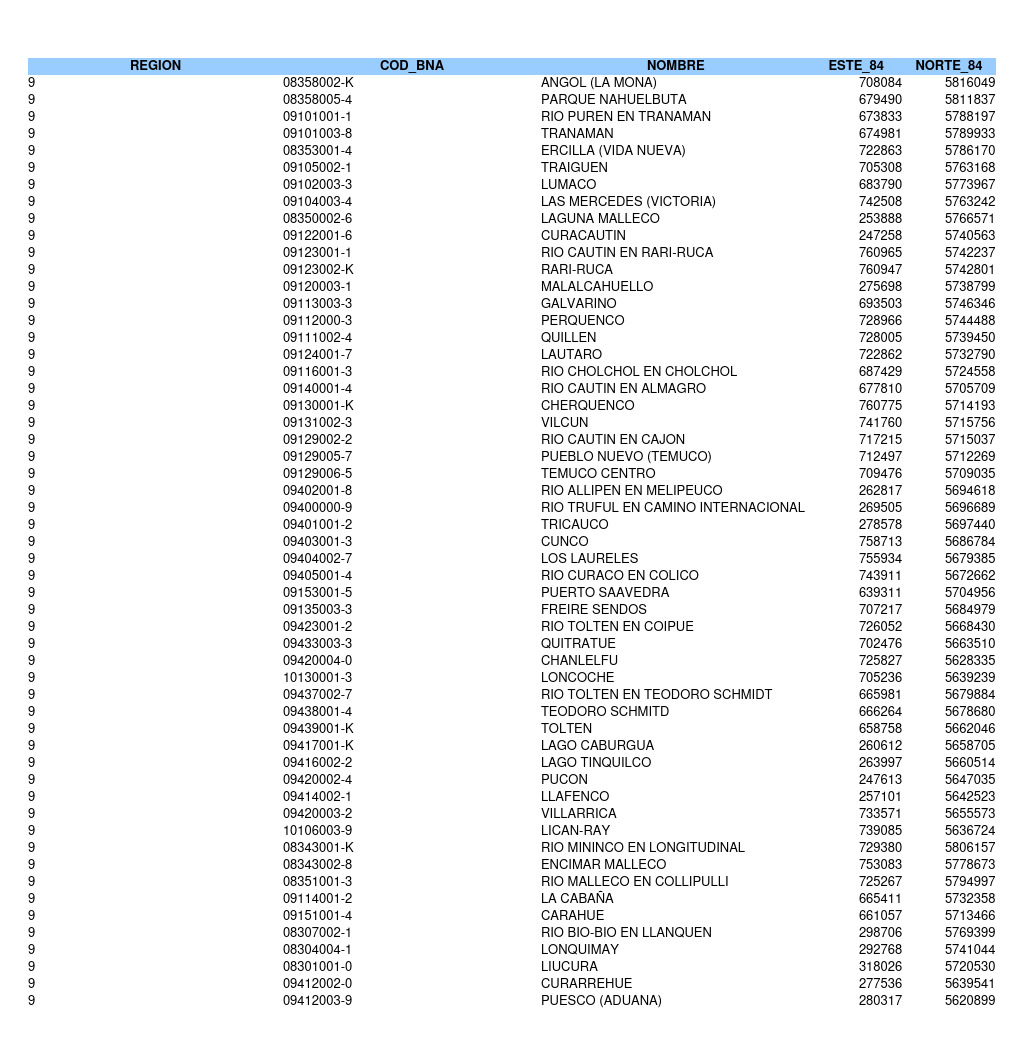 REGION COD_BNA NOMBRE ESTE_84 NORTE_84
9 08358002-K ANGOL (LA MONA) 708084 5816049
9 08358005-4 PARQUE NAHUELBUTA 679490 5811837
9 09101001-1 RIO PUREN EN TRANAMAN 673833 5788197
9 09101003-8 TRANAMAN 674981 5789933
9 08353001-4 ERCILLA (VIDA NUEVA) 722863 5786170
9 09105002-1 TRAIGUEN 705308 5763168
9 09102003-3 LUMACO 683790 5773967
9 09104003-4 LAS MERCEDES (VICTORIA) 742508 5763242
9 08350002-6 LAGUNA MALLECO 253888 5766571
9 09122001-6 CURACAUTIN 247258 5740563
9 09123001-1 RIO CAUTIN EN RARI-RUCA 760965 5742237
9 09123002-K RARI-RUCA 760947 5742801
9 09120003-1 MALALCAHUELLO 275698 5738799
9 09113003-3 GALVARINO 693503 5746346
9 09112000-3 PERQUENCO 728966 5744488
9 09111002-4 QUILLEN 728005 5739450
9 09124001-7 LAUTARO 722862 5732790
9 09116001-3 RIO CHOLCHOL EN CHOLCHOL 687429 5724558
9 09140001-4 RIO CAUTIN EN ALMAGRO 677810 5705709
9 09130001-K CHERQUENCO 760775 5714193
9 09131002-3 VILCUN 741760 5715756
9 09129002-2 RIO CAUTIN EN CAJON 717215 5715037
9 09129005-7 PUEBLO NUEVO (TEMUCO) 712497 5712269
9 09129006-5 TEMUCO CENTRO 709476 5709035
9 09402001-8 RIO ALLIPEN EN MELIPEUCO 262817 5694618
9 09400000-9 RIO TRUFUL EN CAMINO INTERNACIONAL 269505 5696689
9 09401001-2 TRICAUCO 278578 5697440
9 09403001-3 CUNCO 758713 5686784
9 09404002-7 LOS LAURELES 755934 5679385
9 09405001-4 RIO CURACO EN COLICO 743911 5672662
9 09153001-5 PUERTO SAAVEDRA 639311 5704956
9 09135003-3 FREIRE SENDOS 707217 5684979
9 09423001-2 RIO TOLTEN EN COIPUE 726052 5668430
9 09433003-3 QUITRATUE 702476 5663510
9 09420004-0 CHANLELFU 725827 5628335
9 10130001-3 LONCOCHE 705236 5639239
9 09437002-7 RIO TOLTEN EN TEODORO SCHMIDT 665981 5679884
9 09438001-4 TEODORO SCHMITD 666264 5678680
9 09439001-K TOLTEN 658758 5662046
9 09417001-K LAGO CABURGUA 260612 5658705
9 09416002-2 LAGO TINQUILCO 263997 5660514
9 09420002-4 PUCON 247613 5647035
9 09414002-1 LLAFENCO 257101 5642523
9 09420003-2 VILLARRICA 733571 5655573
9 10106003-9 LICAN-RAY 739085 5636724
9 08343001-K RIO MININCO EN LONGITUDINAL 729380 5806157
9 08343002-8 ENCIMAR MALLECO 753083 5778673
9 08351001-3 RIO MALLECO EN COLLIPULLI 725267 5794997
9 09114001-2 LA CABAÑA 665411 5732358
9 09151001-4 CARAHUE 661057 5713466
9 08307002-1 RIO BIO-BIO EN LLANQUEN 298706 5769399
9 08304004-1 LONQUIMAY 292768 5741044
9 08301001-0 LIUCURA 318026 5720530
9 09412002-0 CURARREHUE 277536 5639541
9 09412003-9 PUESCO (ADUANA) 280317 5620899